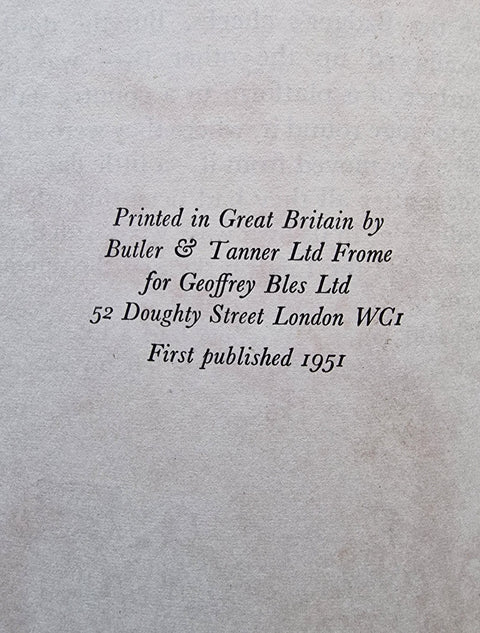 Printed in Great Britain by
Butler & Tanner Ltd Frome
for Geoffrey Bles Ltd
52 Doughty Street London WC1
First published 1951